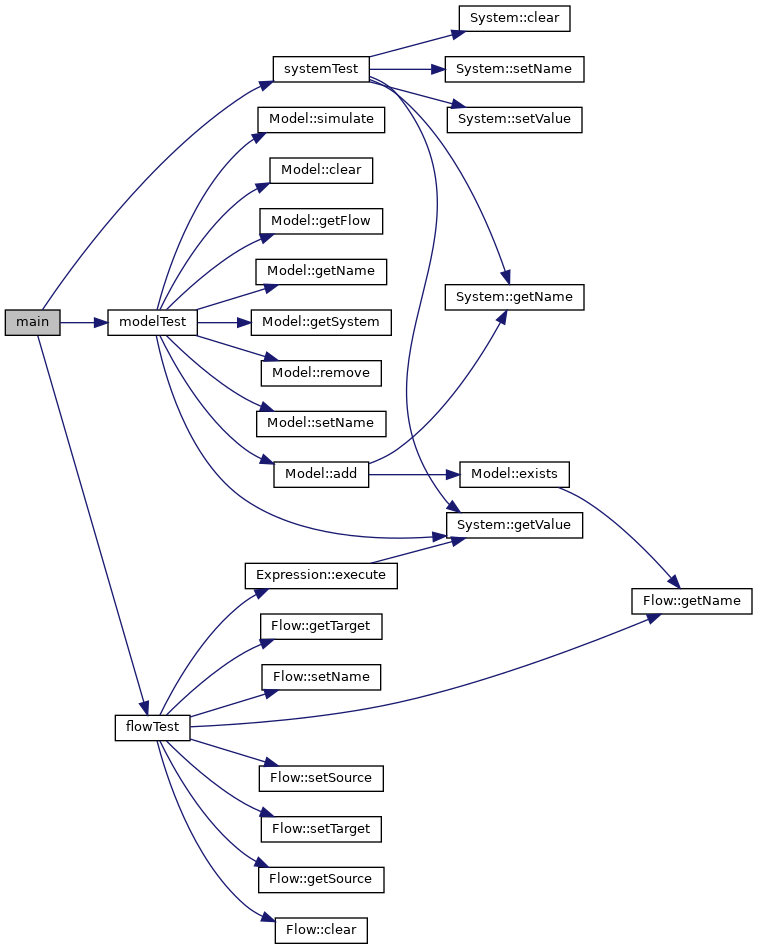 System::clear
systemTest
System::setName
System::setValue
Model::simulate
Model::clear
Model::getFlow
Model::getName
System::getName
main
modelTest
Model::getSystem
Model::remove
Model::setName
Model::add
Model::exists
System::getValue
Expression::execute
Flow::getName
Flow::getTarget
Flow::setName
flowTest
Flow::setSource
Flow::setTarget
Flow::getSource
Flow::clear